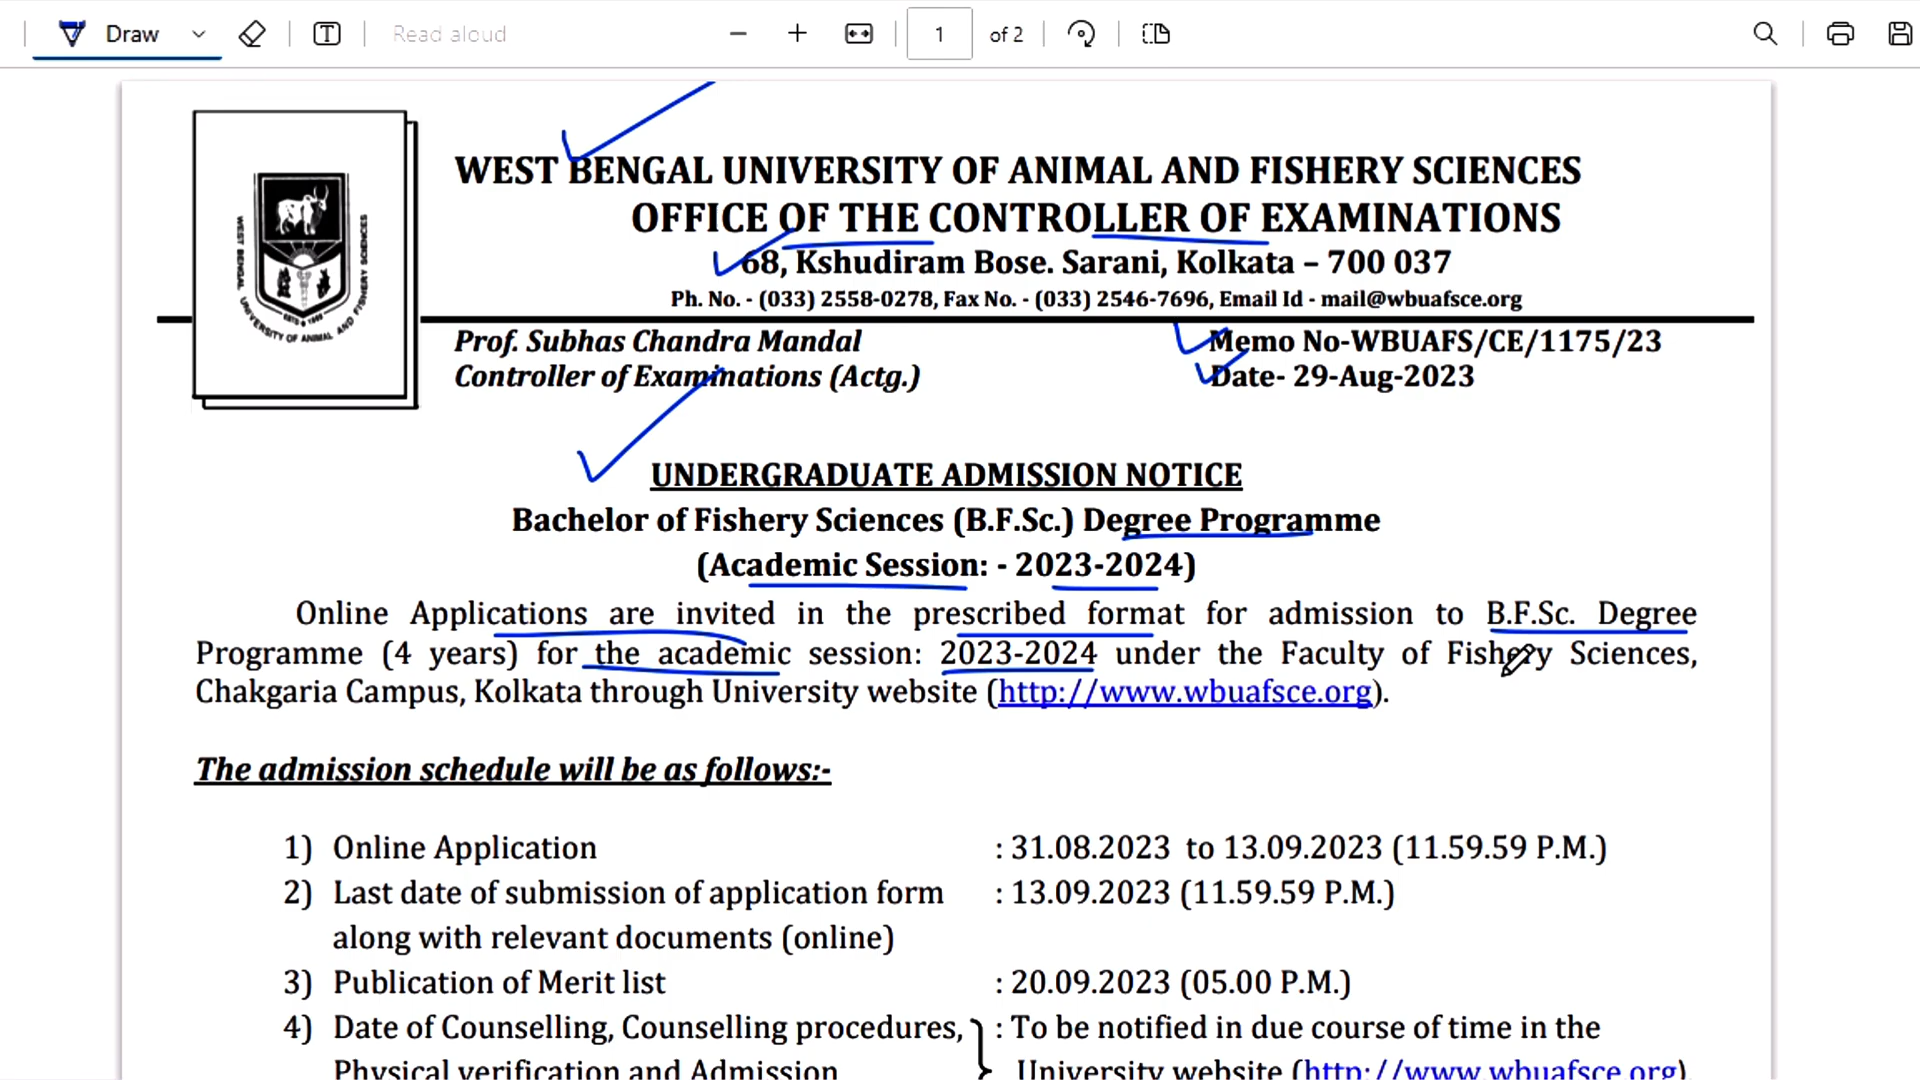 Draw
Read aloud
1 of 2
WEST BENGAL UNIVERSITY OF ANIMAL AND FISHERY SCIENCES
OFFICE OF THE CONTROLLER OF EXAMINATIONS
68, Kshudiram Bose. Sarani, Kolkata – 700 037
Ph. No. - (033) 2558-0278, Fax No. - (033) 2546-7696, Email Id - mail@wbuafsce.org
WEST BENGAL UNIVERSITY OF ANIMAL AND FISHERY SCIENCES
Prof. Subhas Chandra Mandal
Memo No-WBUAFS/CE/1175/23
Controller of Examinations (Actg.)
Date- 29-Aug-2023
UNDERGRADUATE ADMISSION NOTICE
Bachelor of Fishery Sciences (B.F.Sc.) Degree Programme
(Academic Session: - 2023-2024)
Online Applications are invited in the prescribed format for admission to B.F.Sc. Degree
Programme (4 years) for the academic session: 2023-2024 under the Faculty of Fishery Sciences,
Chakgaria Campus, Kolkata through University website (http://www.wbuafsce.org).
The admission schedule will be as follows:-
1) Online Application : 31.08.2023 to 13.09.2023 (11.59.59 P.M.)
2) Last date of submission of application form : 13.09.2023 (11.59.59 P.M.)
along with relevant documents (online)
3) Publication of Merit list : 20.09.2023 (05.00 P.M.)
4) Date of Counselling, Counselling procedures, : To be notified in due course of time in the
Physical verification and Admission University website (http://www.wbuafsce.org)